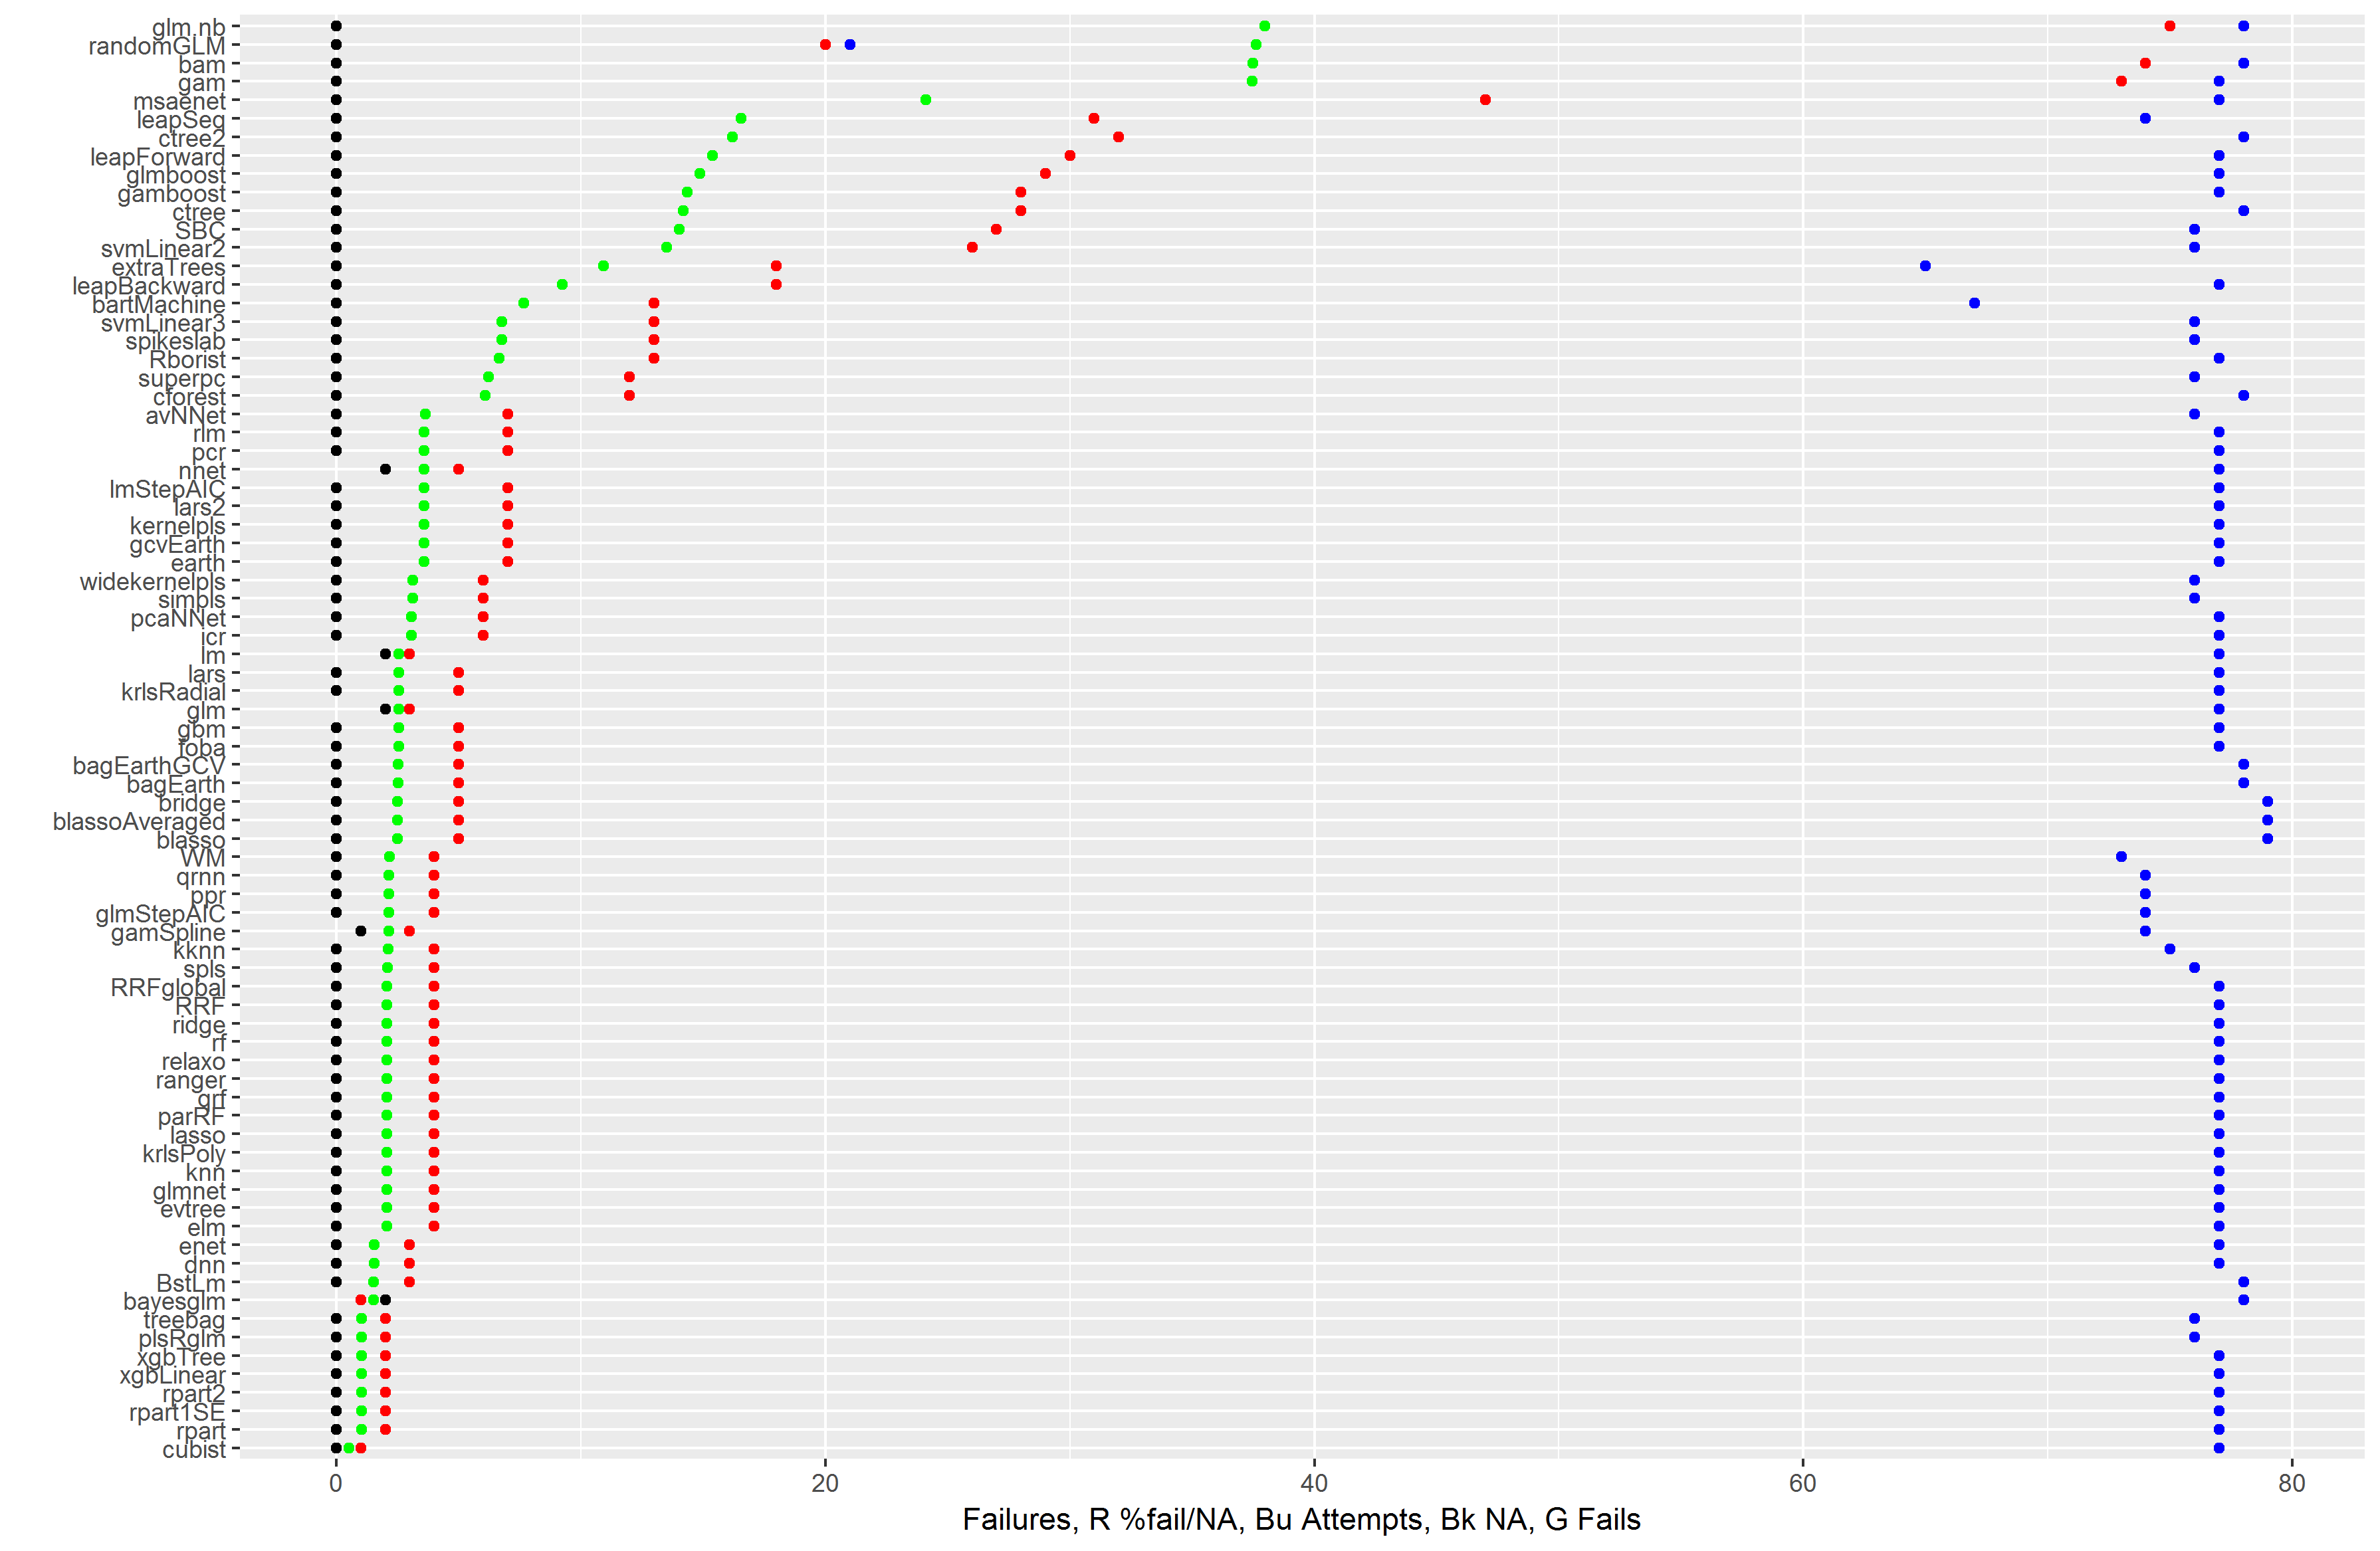 glm.nb
randomGLM
bam
gam
msaenet
leapSeq
ctree2
leapForward
glmboost
gamboost
ctree
SBC
svmLinear2
extraTrees
leapBackward
bartMachine
svmLinear3
spikeslab
Rborist
superpc
cforest
avNNet
rlm
pcr
nnet
lmStepAIC
lars2
kernelpls
gcvEarth
earth
widekernelpls
simpls
pcaNNet
icr
lm
lars
krlsRadial
glm
gbm
foba
bagEarthGCV
bagEarth
bridge
blassoAveraged
blasso
WM
qrnn
ppr
glmStepAIC
gamSpline
kknn
spls
RRFglobal
RRF
ridge
rf
relaxo
ranger
qrf
parRF
lasso
krlsPoly
knn
glmnet
evtree
elm
enet
dnn
BstLm
bayesglm
treebag
plsRglm
xgbTree
xgbLinear
rpart2
rpart1SE
rpart
cubist
0 20 40 60 80
Failures, R %fail/NA, Bu Attempts, Bk NA, G Fails